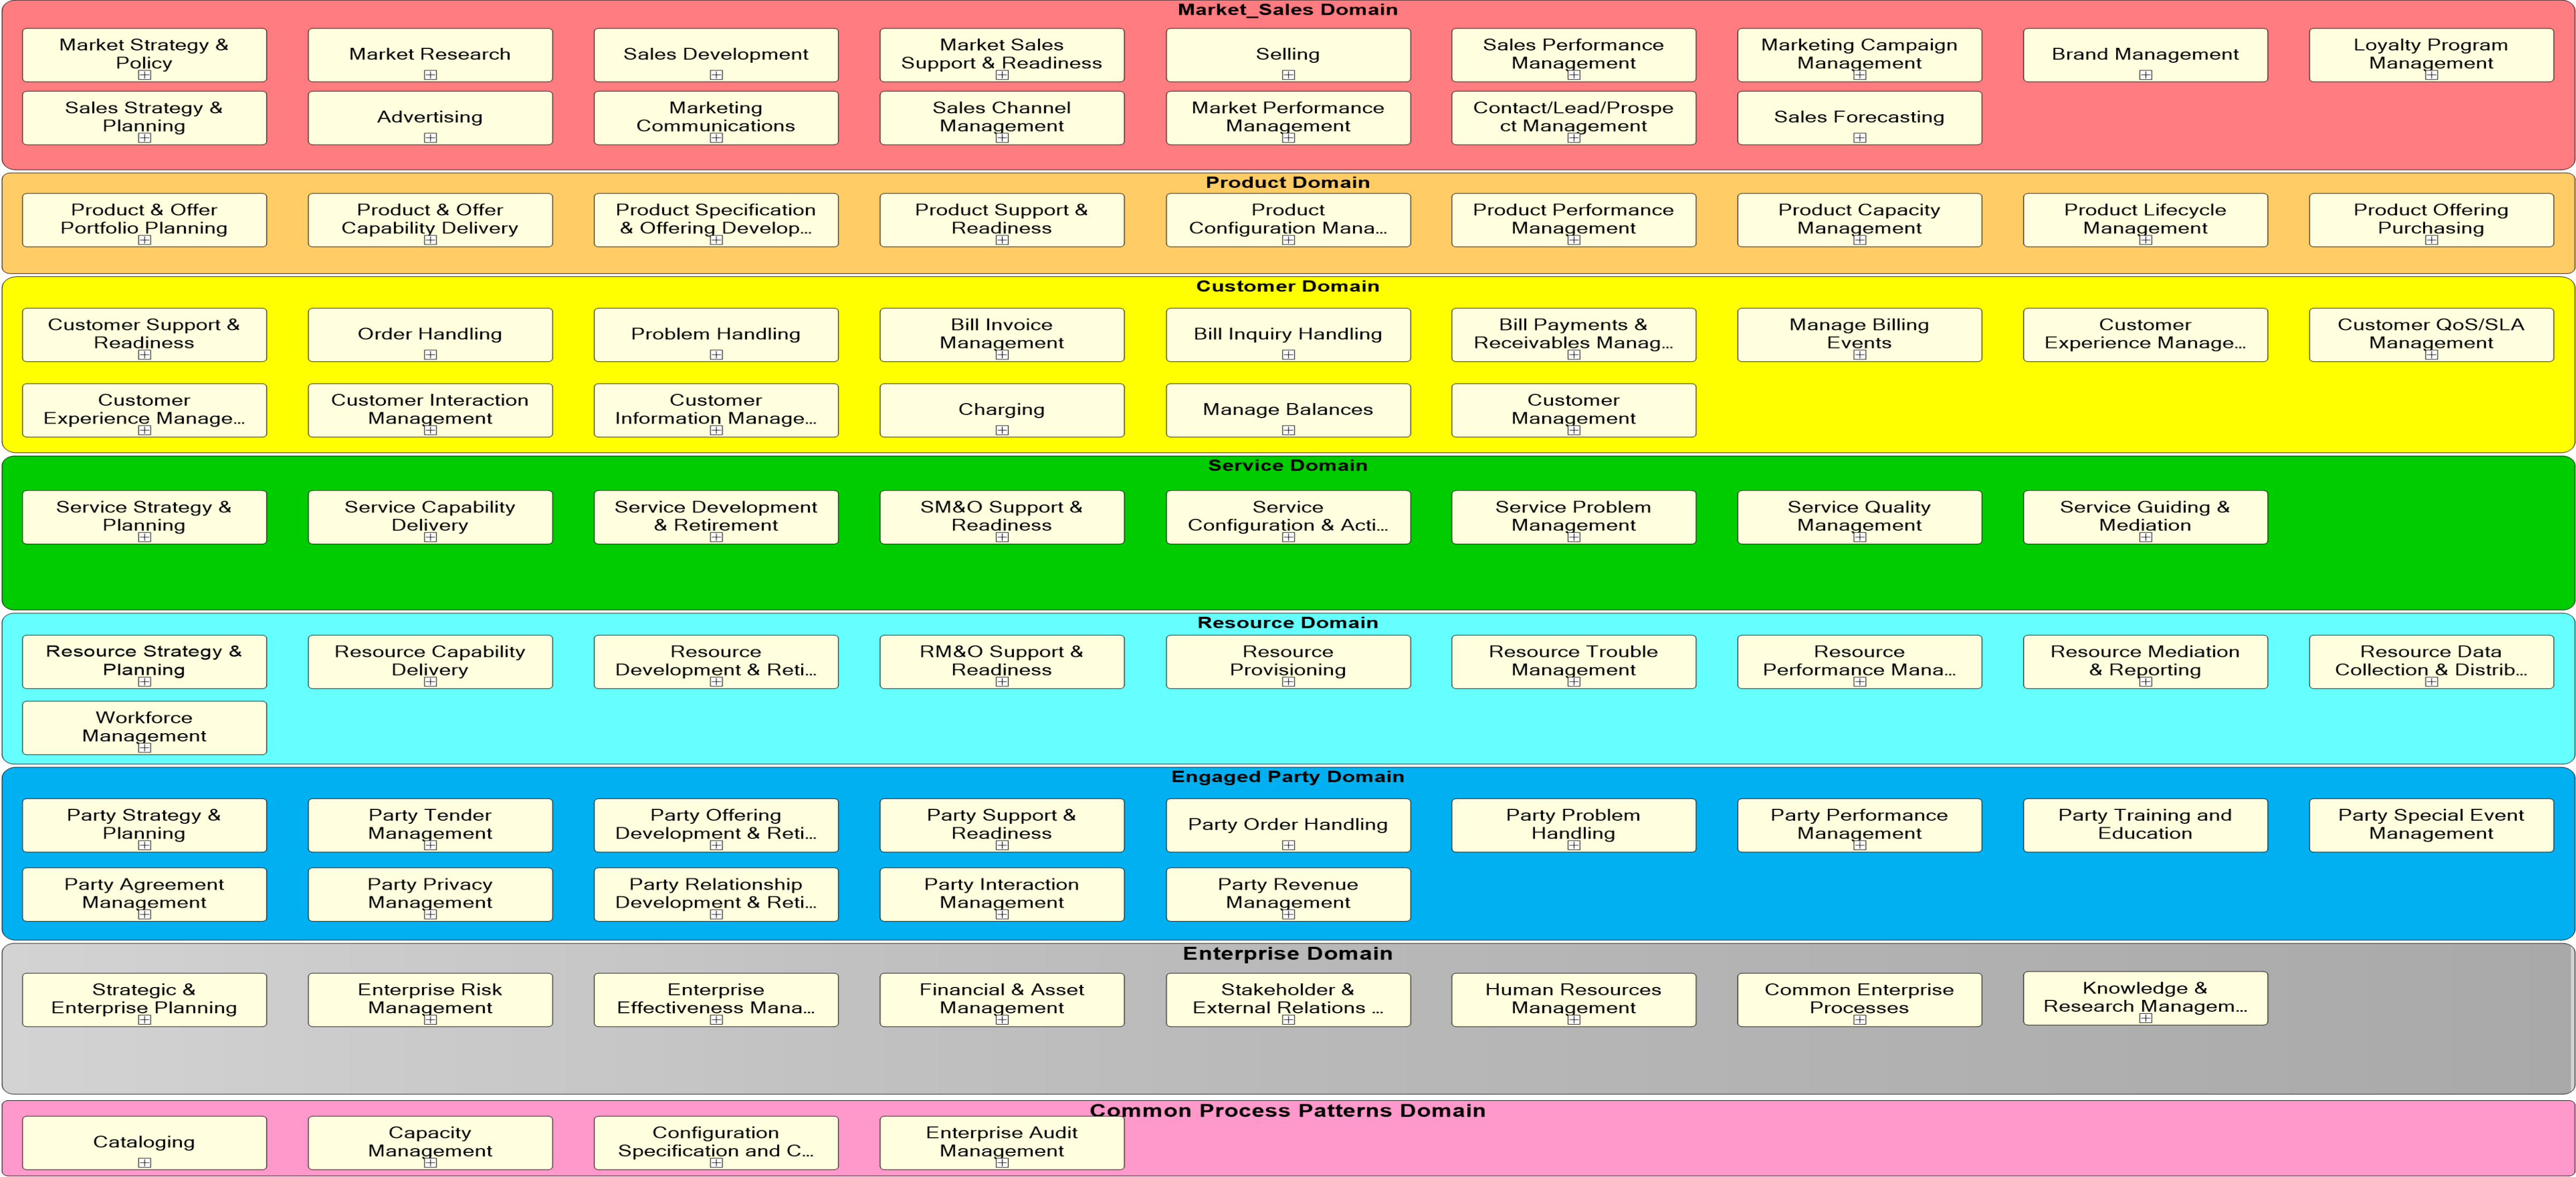 Market_Sales Domain
Market Strategy &
Policy
Market Research
Sales Development
Market Sales
Support & Readiness
Selling
Sales Performance
Management
Marketing Campaign
Management
Brand Management
Loyalty Program
Management
Sales Strategy &
Planning
Advertising
Marketing
Communications
Sales Channel
Management
Market Performance
Management
Contact/Lead/Prospe
ct Management
Sales Forecasting
Product Domain
Product & Offer
Portfolio Planning
Product & Offer
Capability Delivery
Product Specification
& Offering Develop...
Product Support &
Readiness
Product
Configuration Mana...
Product Performance
Management
Product Capacity
Management
Product Lifecycle
Management
Product Offering
Purchasing
Customer Domain
Customer Support &
Readiness
Order Handling
Problem Handling
Bill Invoice
Management
Bill Inquiry Handling
Bill Payments &
Receivables Manag...
Manage Billing
Events
Customer
Experience Manage...
Customer QoS/SLA
Management
Customer
Experience Manage...
Customer Interaction
Management
Customer
Information Manage...
Charging
Manage Balances
Customer
Management
Service Domain
Service Strategy &
Planning
Service Capability
Delivery
Service Development
& Retirement
SM&O Support &
Readiness
Service
Configuration & Acti...
Service Problem
Management
Service Quality
Management
Service Guiding &
Mediation
Resource Domain
Resource Strategy &
Planning
Resource Capability
Delivery
Resource
Development & Reti...
RM&O Support &
Readiness
Resource
Provisioning
Resource Trouble
Management
Resource
Performance Mana...
Resource Mediation
& Reporting
Resource Data
Collection & Distrib...
Workforce
Management
Engaged Party Domain
Party Strategy &
Planning
Party Tender
Management
Party Offering
Development & Reti...
Party Support &
Readiness
Party Order Handling
Party Problem
Handling
Party Performance
Management
Party Training and
Education
Party Special Event
Management
Party Agreement
Management
Party Privacy
Management
Party Relationship
Development & Reti...
Party Interaction
Management
Party Revenue
Management
Enterprise Domain
Strategic &
Enterprise Planning
Enterprise Risk
Management
Enterprise
Effectiveness Mana...
Financial & Asset
Management
Stakeholder &
External Relations ...
Human Resources
Management
Common Enterprise
Processes
Knowledge &
Research Managem...
Common Process Patterns Domain
Cataloging
Capacity
Management
Configuration
Specification and C...
Enterprise Audit
Management